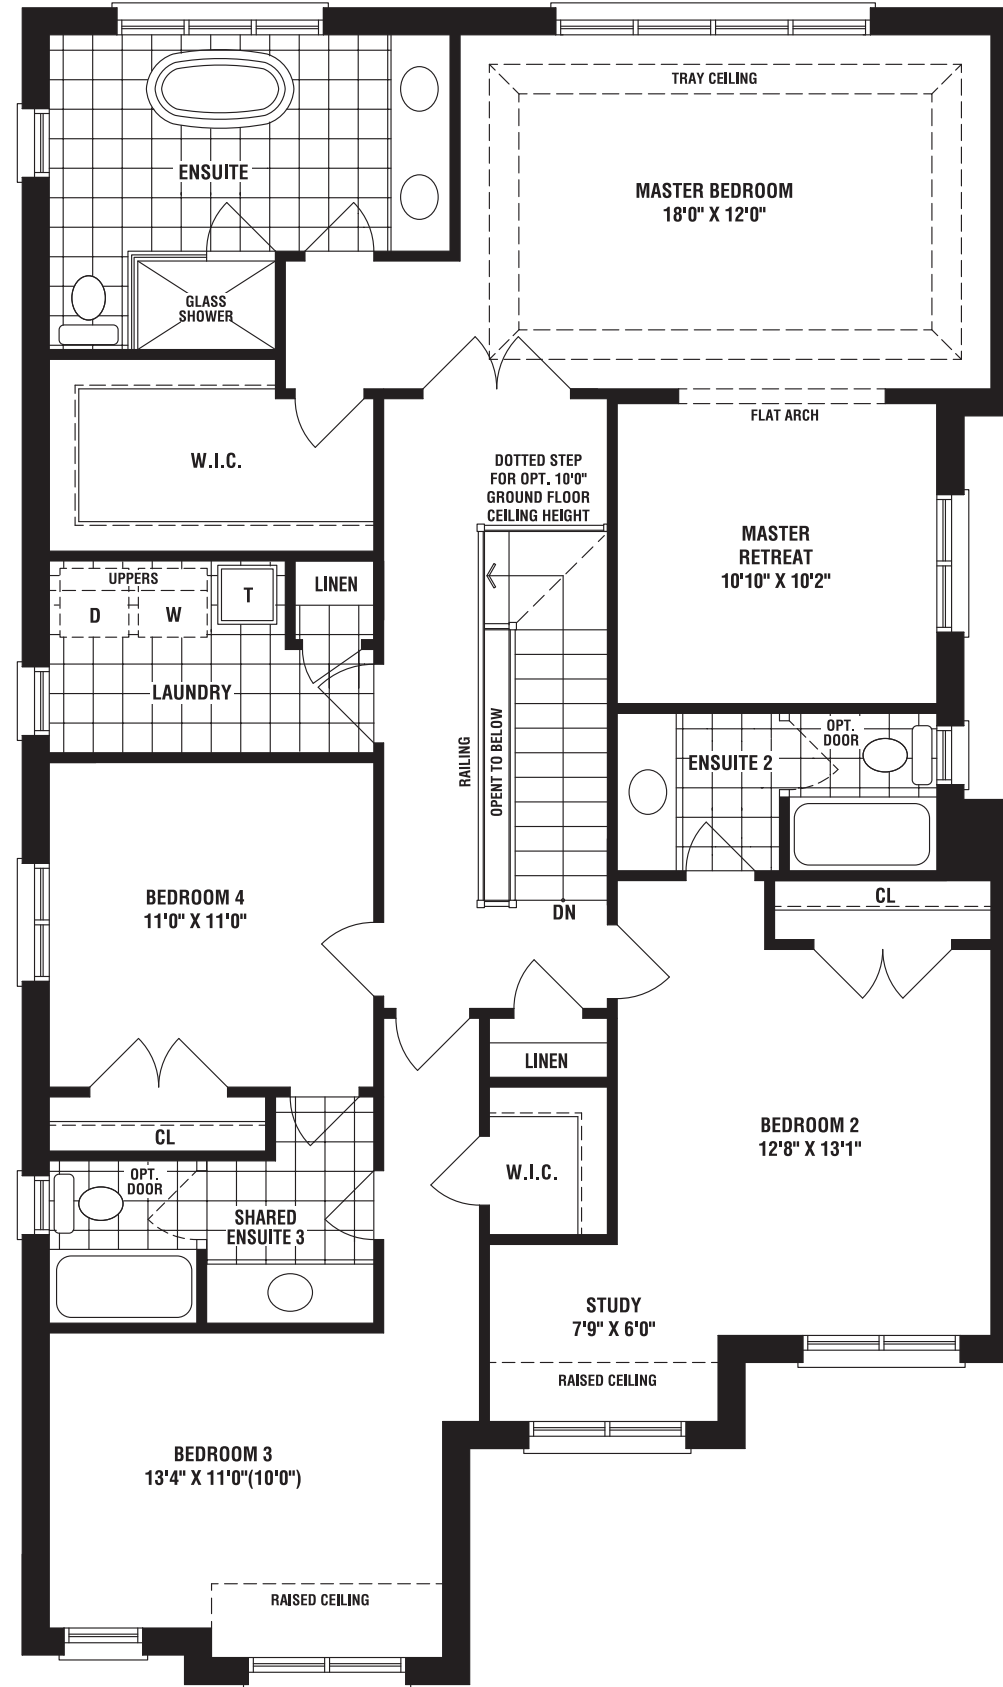 TRAY CEILING
ENSUITE
MASTER BEDROOM
18'0" X 12'0"
GLASS
SHOWER
FLAT ARCH
W.I.C.
DOTTED STEP
FOR OPT. 10'0"
GROUND FLOOR
CEILING HEIGHT
MASTER
RETREAT
10'10" X 10'2"
UPPERS
D
W
T
LINEN
LAUNDRY
RAILING
OPENT TO BELOW
ENSUITE 2
OPT.
DOOR
BEDROOM 4
11'0" X 11'0"
DN
CL
LINEN
CL
BEDROOM 2
12'8" X 13'1"
W.I.C.
OPT.
DOOR
SHARED
ENSUITE 3
STUDY
7'9" X 6'0"
RAISED CEILING
BEDROOM 3
13'4" X 11'0"(10'0")
RAISED CEILING